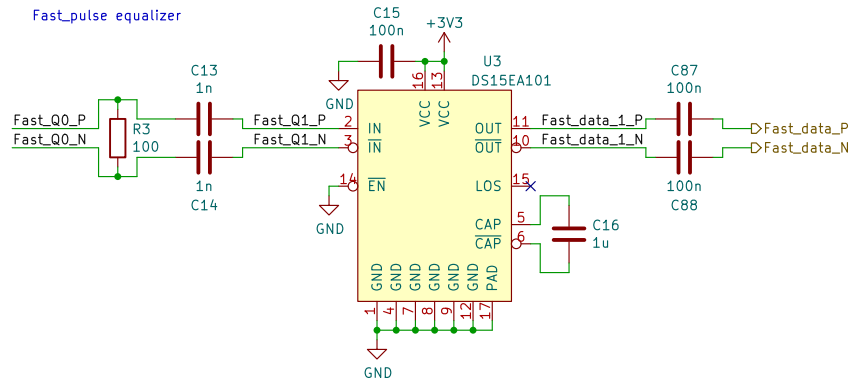 Fast_pulse equalizer
C15
100n
+3V3
GND
U3
DS15EA101
C13
1n
Fast_Q0_P
Fast_Q0_N
R3
100
1n
C14
Fast_Q1_P
Fast_Q1_N
16
13
VCC
VCC
2
IN
3
IN
14
EN
GND
OUT
11
OUT
10
LOS
15
CAP
5
CAP
6
Fast_data_1_P
Fast_data_1_N
C87
100n
100n
C88
Fast_data_P
Fast_data_N
C16
1u
GND
GND
GND
GND
GND
GND
PAD
1
4
7
8
9
12
17
GND